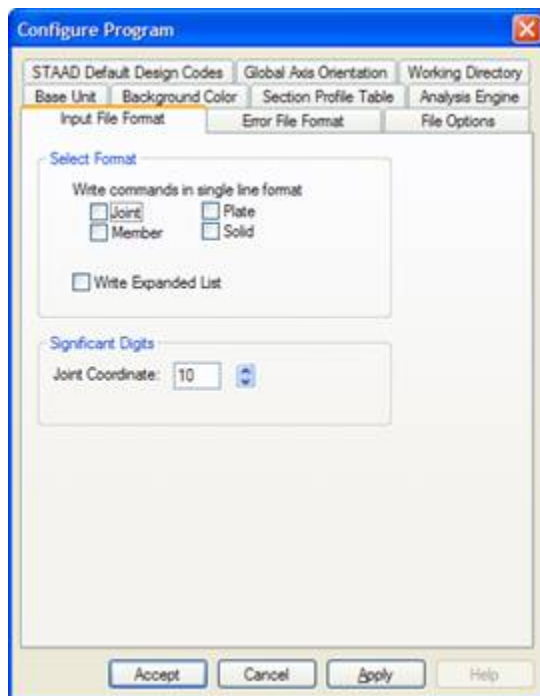 Configure Program
STAAD Default Design Codes Global Axis Orientation Working Directory
Base Unit Background Color Section Profile Table Analysis Engine
Input File Format Error File Format File Options
Select Format
Write commands in single line format
Joint Plate
Member Solid
Write Expanded List
Significant Digits
Joint Coordinate: 10
Accept Cancel Apply Help